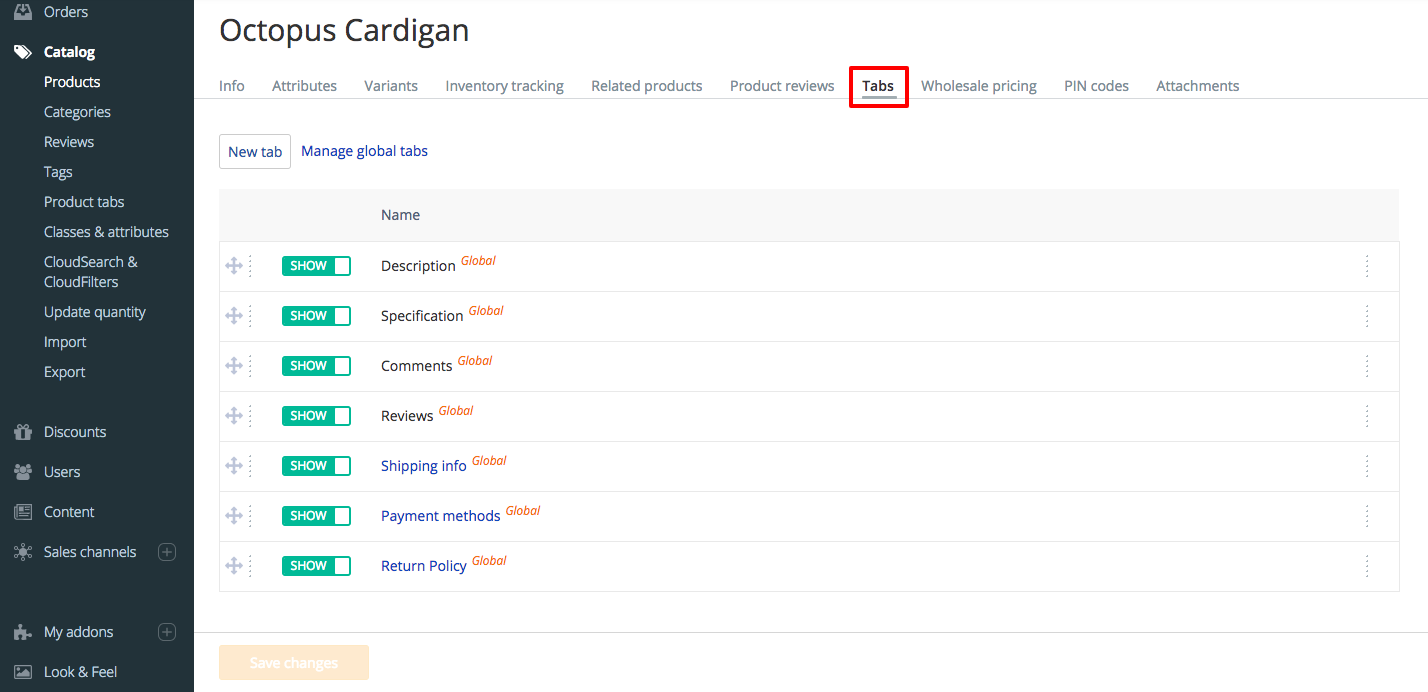 Orders
Catalog
Products
Categories
Reviews
Tags
Product tabs
Classes & attributes
CloudSearch &
CloudFilters
Update quantity
Import
Export
Discounts
Users
Content
Sales channels
My addons
Look & Feel
Octopus Cardigan
Info Attributes Variants Inventory tracking Related products Product reviews Tabs Wholesale pricing PIN codes Attachments
New tab Manage global tabs
Name
SHOW Description Global
SHOW Specification Global
SHOW Comments Global
SHOW Reviews Global
SHOW Shipping info Global
SHOW Payment methods Global
SHOW Return Policy Global
Save changes